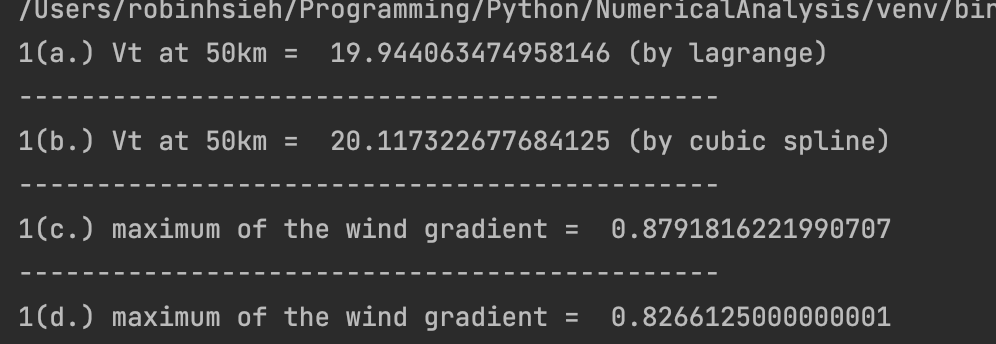 /Users/robinhsieh/Programming/Python/NumericalAnalysis/venv/bin
1(a.) Vt at 50km =  19.944063474958146 (by lagrange)
---------------------------------------------
1(b.) Vt at 50km =  20.117322677684125 (by cubic spline)
---------------------------------------------
1(c.) maximum of the wind gradient =  0.8791816221990707
---------------------------------------------
1(d.) maximum of the wind gradient =  0.8266125000000001